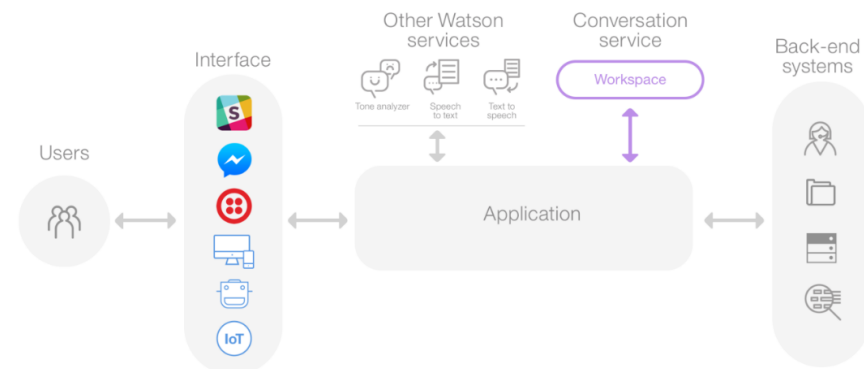 Other Watson
services
Conversation
service
Back-end
systems
Interface
Workspace
Tone analyzer
Speech
to text
Text to
speech
Users
S
Application
IoT